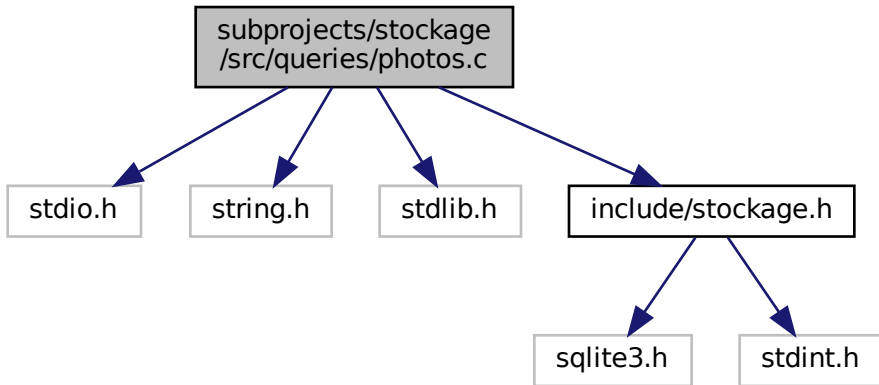 subprojects/stockage
/src/queries/photos.c
stdio.h
string.h
stdlib.h
include/stockage.h
sqlite3.h
stdint.h